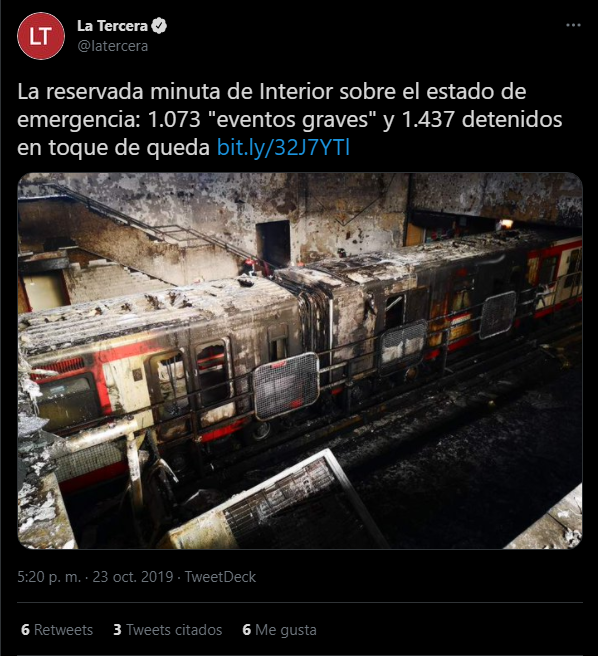 LT
La Tercera
@latercera
La reservada minuta de Interior sobre el estado de
emergencia: 1.073 "eventos graves" y 1.437 detenidos
en toque de queda bit.ly/32J7YTl
5:20 p. m. · 23 oct. 2019 · TweetDeck
6 Retweets 3 Tweets citados 6 Me gusta